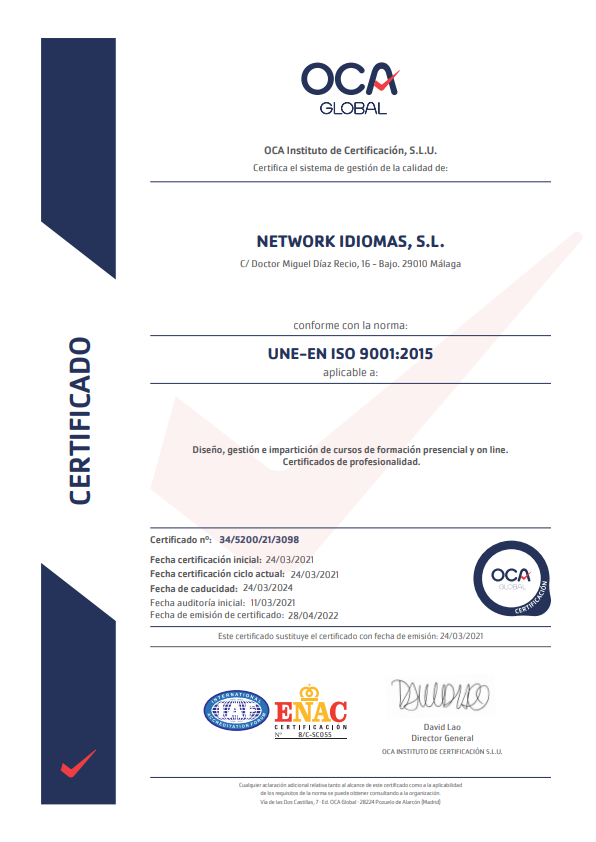 OCA
GLOBAL
OCA Instituto de Certificación, S.L.U.
Certifica el sistema de gestión de la calidad de:
NETWORK IDIOMAS, S.L.
C/ Doctor Miguel Díaz Recio, 16 - Bajo. 29010 Málaga
conforme con la norma:
UNE-EN ISO 9001:2015
aplicable a:
CERTIFICADO
Diseño, gestión e impartición de cursos de formación presencial y on line.
Certificados de profesionalidad.
Certificado nº: 34/5200/21/3098
Fecha certificación inicial: 24/03/2021
Fecha certificación ciclo actual: 24/03/2021
Fecha de caducidad: 24/03/2024
Fecha auditoría inicial: 11/03/2021
Fecha de emisión de certificado: 28/04/2022
OCA
GLOBAL
CERTIFICACIÓN
Este certificado sustituye el certificado con fecha de emisión: 24/03/2021
INTERNATIONAL
IAF
ACCREDITATION FORUM
ENAC
CERTIFICACIÓN
Nº 8/C-SC055
David Lao
Director General
OCA INSTITUTO DE CERTIFICACIÓN S.L.U.
Cualquier aclaración adicional relativa tanto al alcance de este certificado como a la aplicabilidad
de los requisitos de la norma se puede obtener consultando a la organización.
Vía de las Dos Castillas, 7 · Ed. OCA Global · 28224 Pozuelo de Alarcón (Madrid)